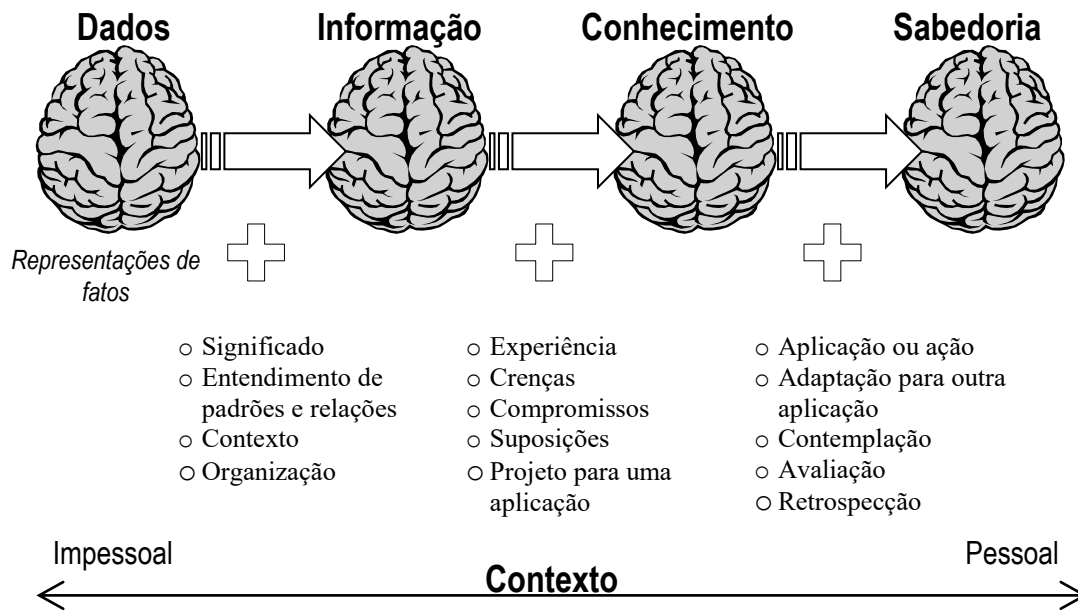 Dados
Informação
Conhecimento
Sabedoria
Representações de
fatos
○ Significado
○ Entendimento de
padrões e relações
○ Contexto
○ Organização
○ Experiência
○ Crenças
○ Compromissos
○ Suposições
○ Projeto para uma
aplicação
○ Aplicação ou ação
○ Adaptação para outra
aplicação
○ Contemplação
○ Avaliação
○ Retrospecção
Impessoal
Pessoal
Contexto